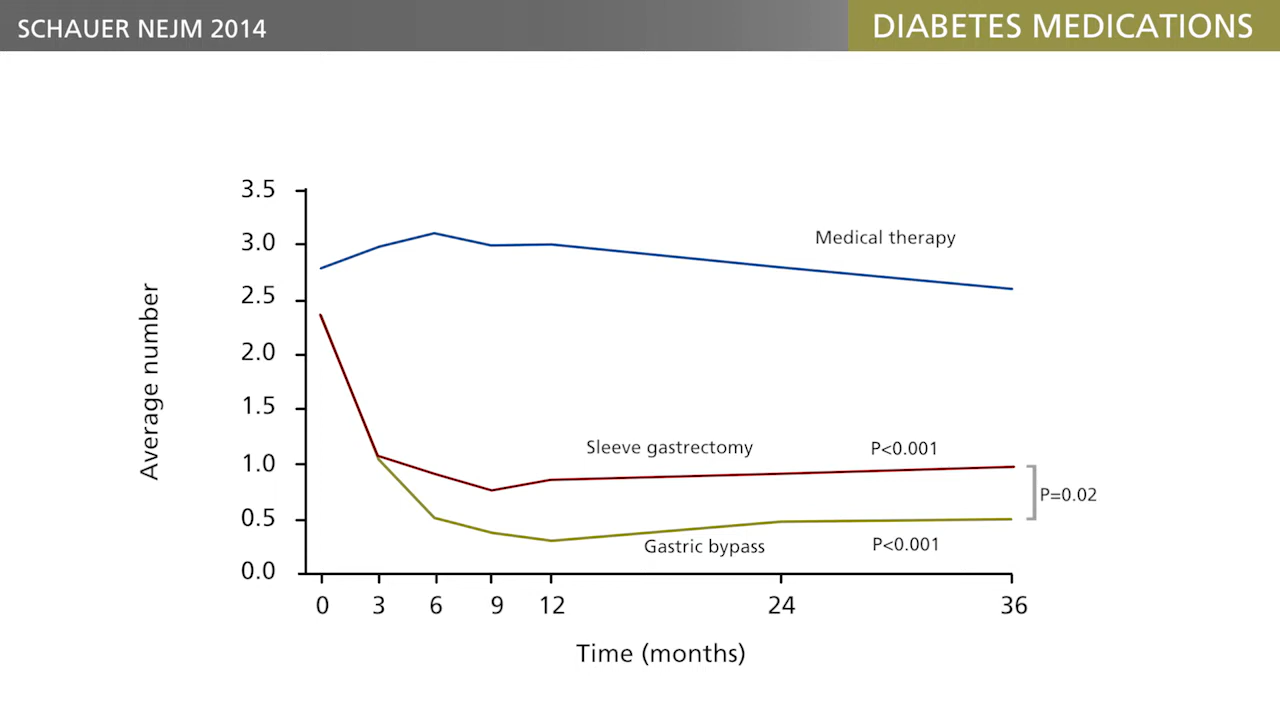 SCHAUER NEJM 2014
DIABETES MEDICATIONS
3.5
3.0
2.5
2.0
1.5
1.0
0.5
0.0
Average number
Medical therapy
Sleeve gastrectomy
P<0.001
P=0.02
Gastric bypass
P<0.001
0 3 6 9 12 24 36
Time (months)